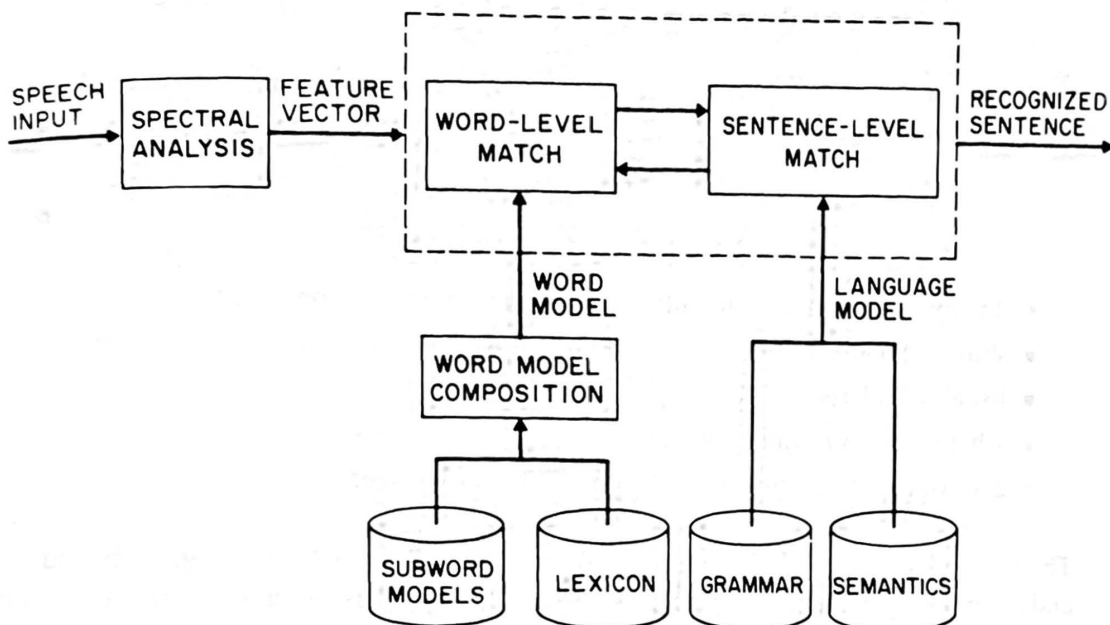 SPEECH
INPUT
SPECTRAL
ANALYSIS
FEATURE
VECTOR
WORD-LEVEL
MATCH
SENTENCE-LEVEL
MATCH
RECOGNIZED
SENTENCE
WORD
MODEL
LANGUAGE
MODEL
WORD MODEL
COMPOSITION
SUBWORD
MODELS
LEXICON
GRAMMAR
SEMANTICS